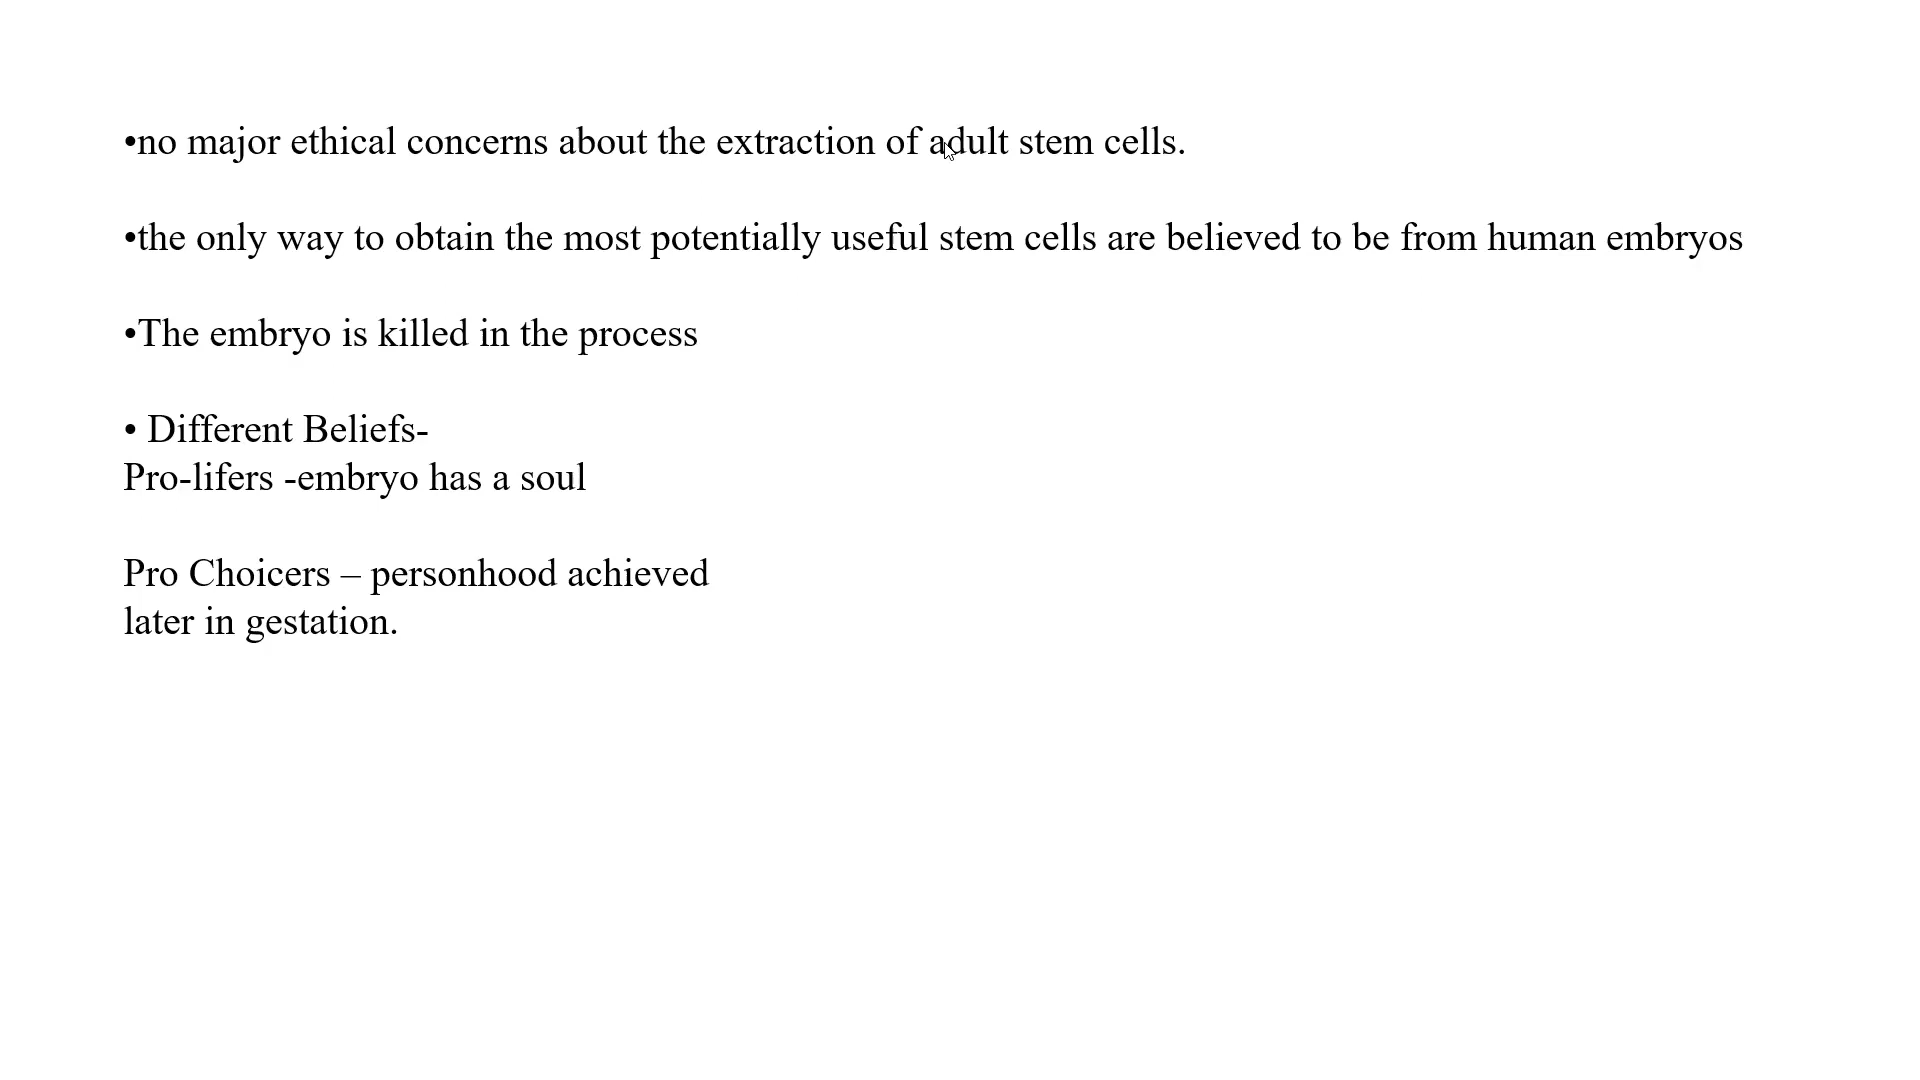 •no major ethical concerns about the extraction of adult stem cells.
•the only way to obtain the most potentially useful stem cells are believed to be from human embryos
•The embryo is killed in the process
• Different Beliefs-
Pro-lifers -embryo has a soul
Pro Choicers – personhood achieved
later in gestation.